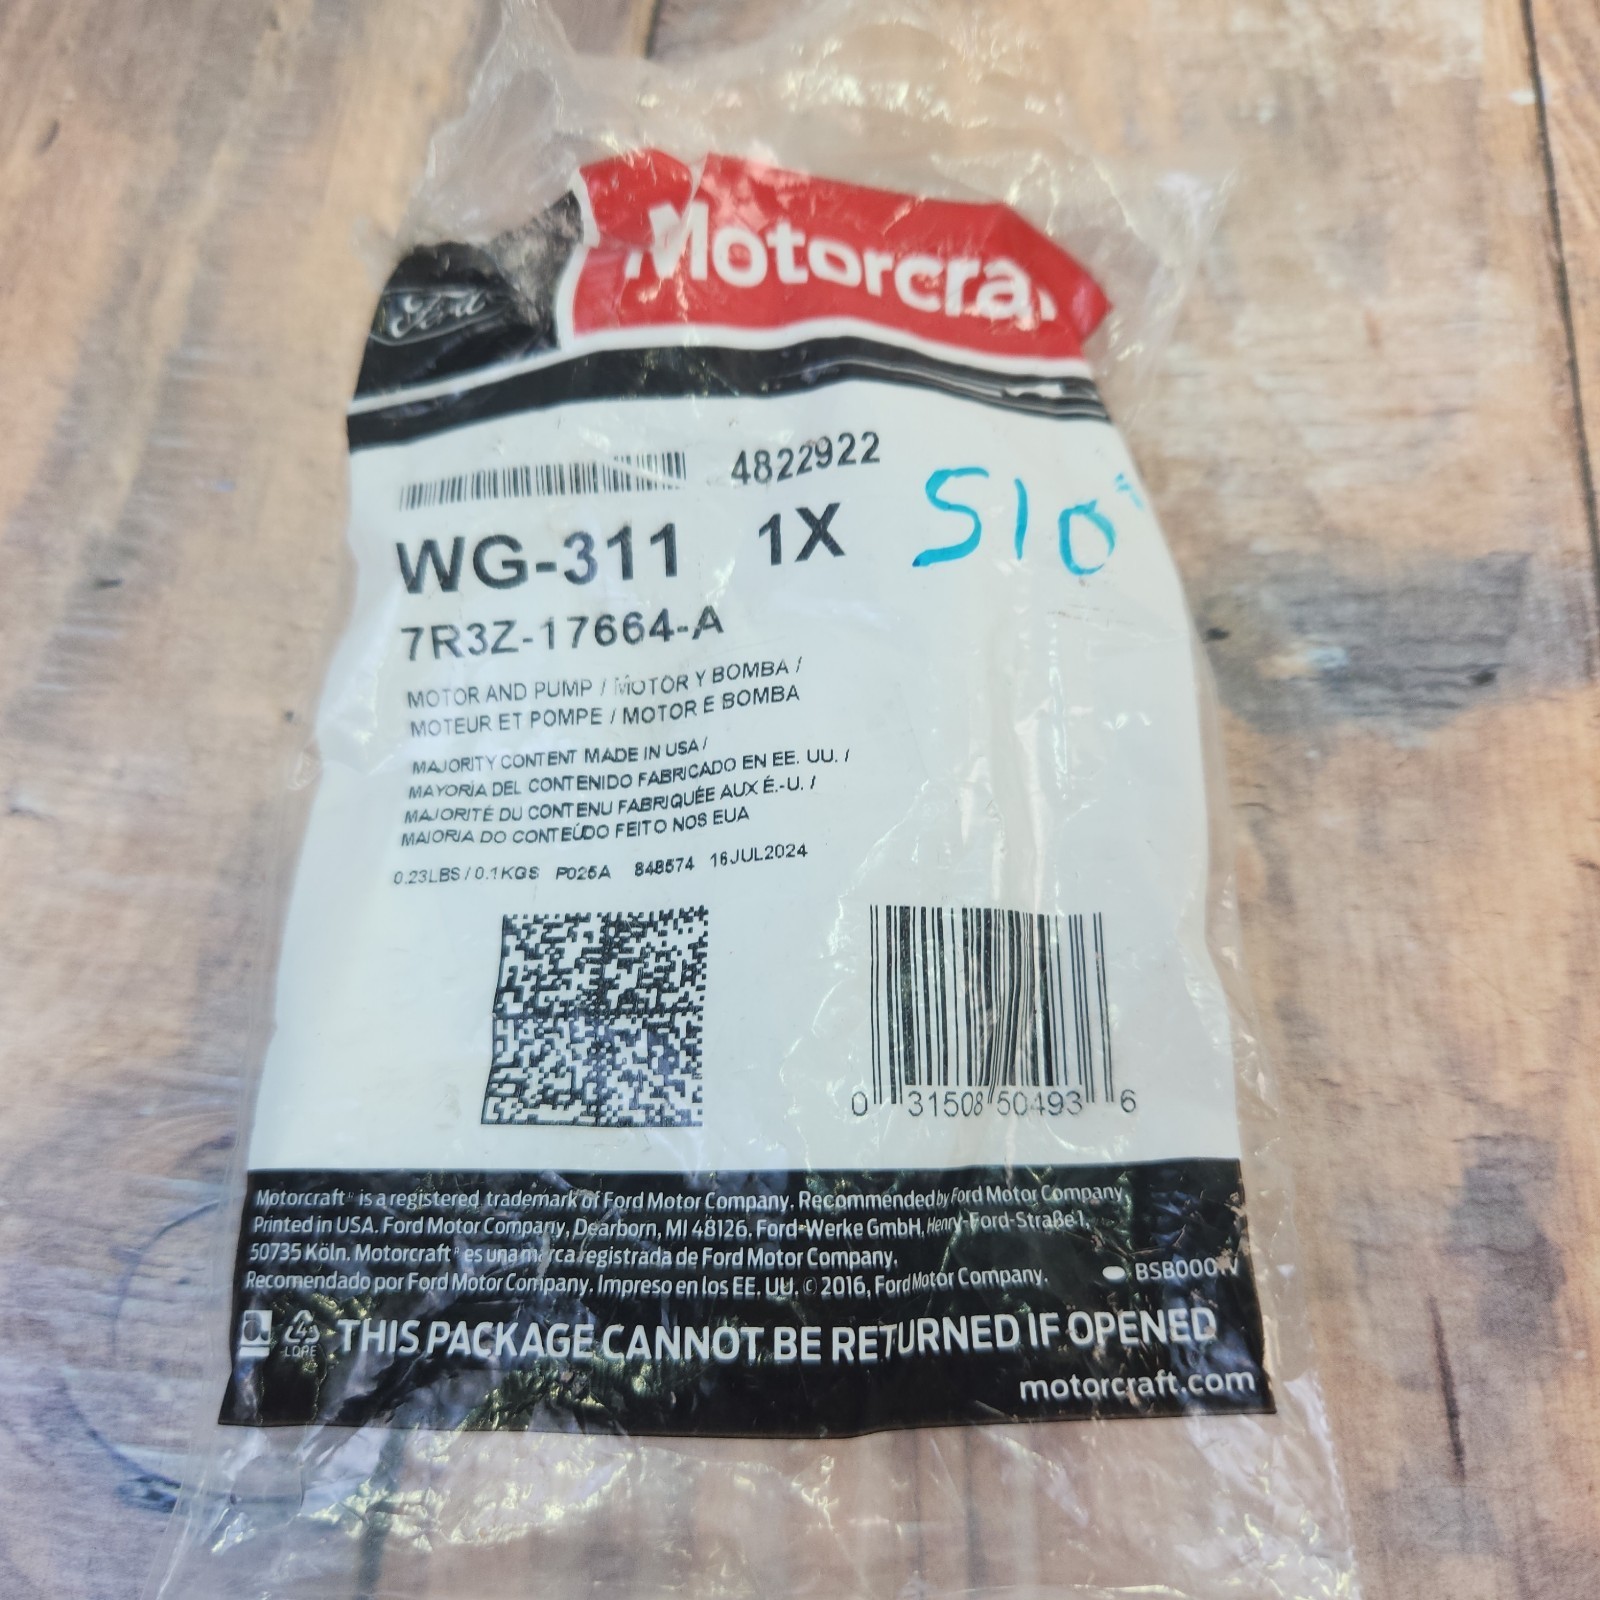 Ford
Motorcra
4822922
WG-311 1X
510
7R3Z-17664-A
MOTOR AND PUMP / MOTOR Y BOMBA /
MOTEUR ET POMPE / MOTOR E BOMBA
MAJORITY CONTENT MADE IN USA /
MAYORÍA DEL CONTENIDO FABRICADO EN EE. UU. /
MAJORITÉ DU CONTENU FABRIQUÉE AUX É.-U. /
MAIORIA DO CONTEÚDO FEITO NOS EUA
0.23LBS / 0.1KGS P025A 848574 16JUL2024
0 31508 50493 6
Motorcraft® is a registered trademark of Ford Motor Company. Recommended by Ford Motor Company.
Printed in USA. Ford Motor Company, Dearborn, MI 48126. Ford-Werke GmbH, Henry-Ford-Straße 1,
50735 Köln. Motorcraft® es una marca registrada de Ford Motor Company.
Recomendado por Ford Motor Company. Impreso en los EE. UU. © 2016, Ford Motor Company.
LDPE
THIS PACKAGE CANNOT BE RETURNED IF OPENED
motorcraft.com